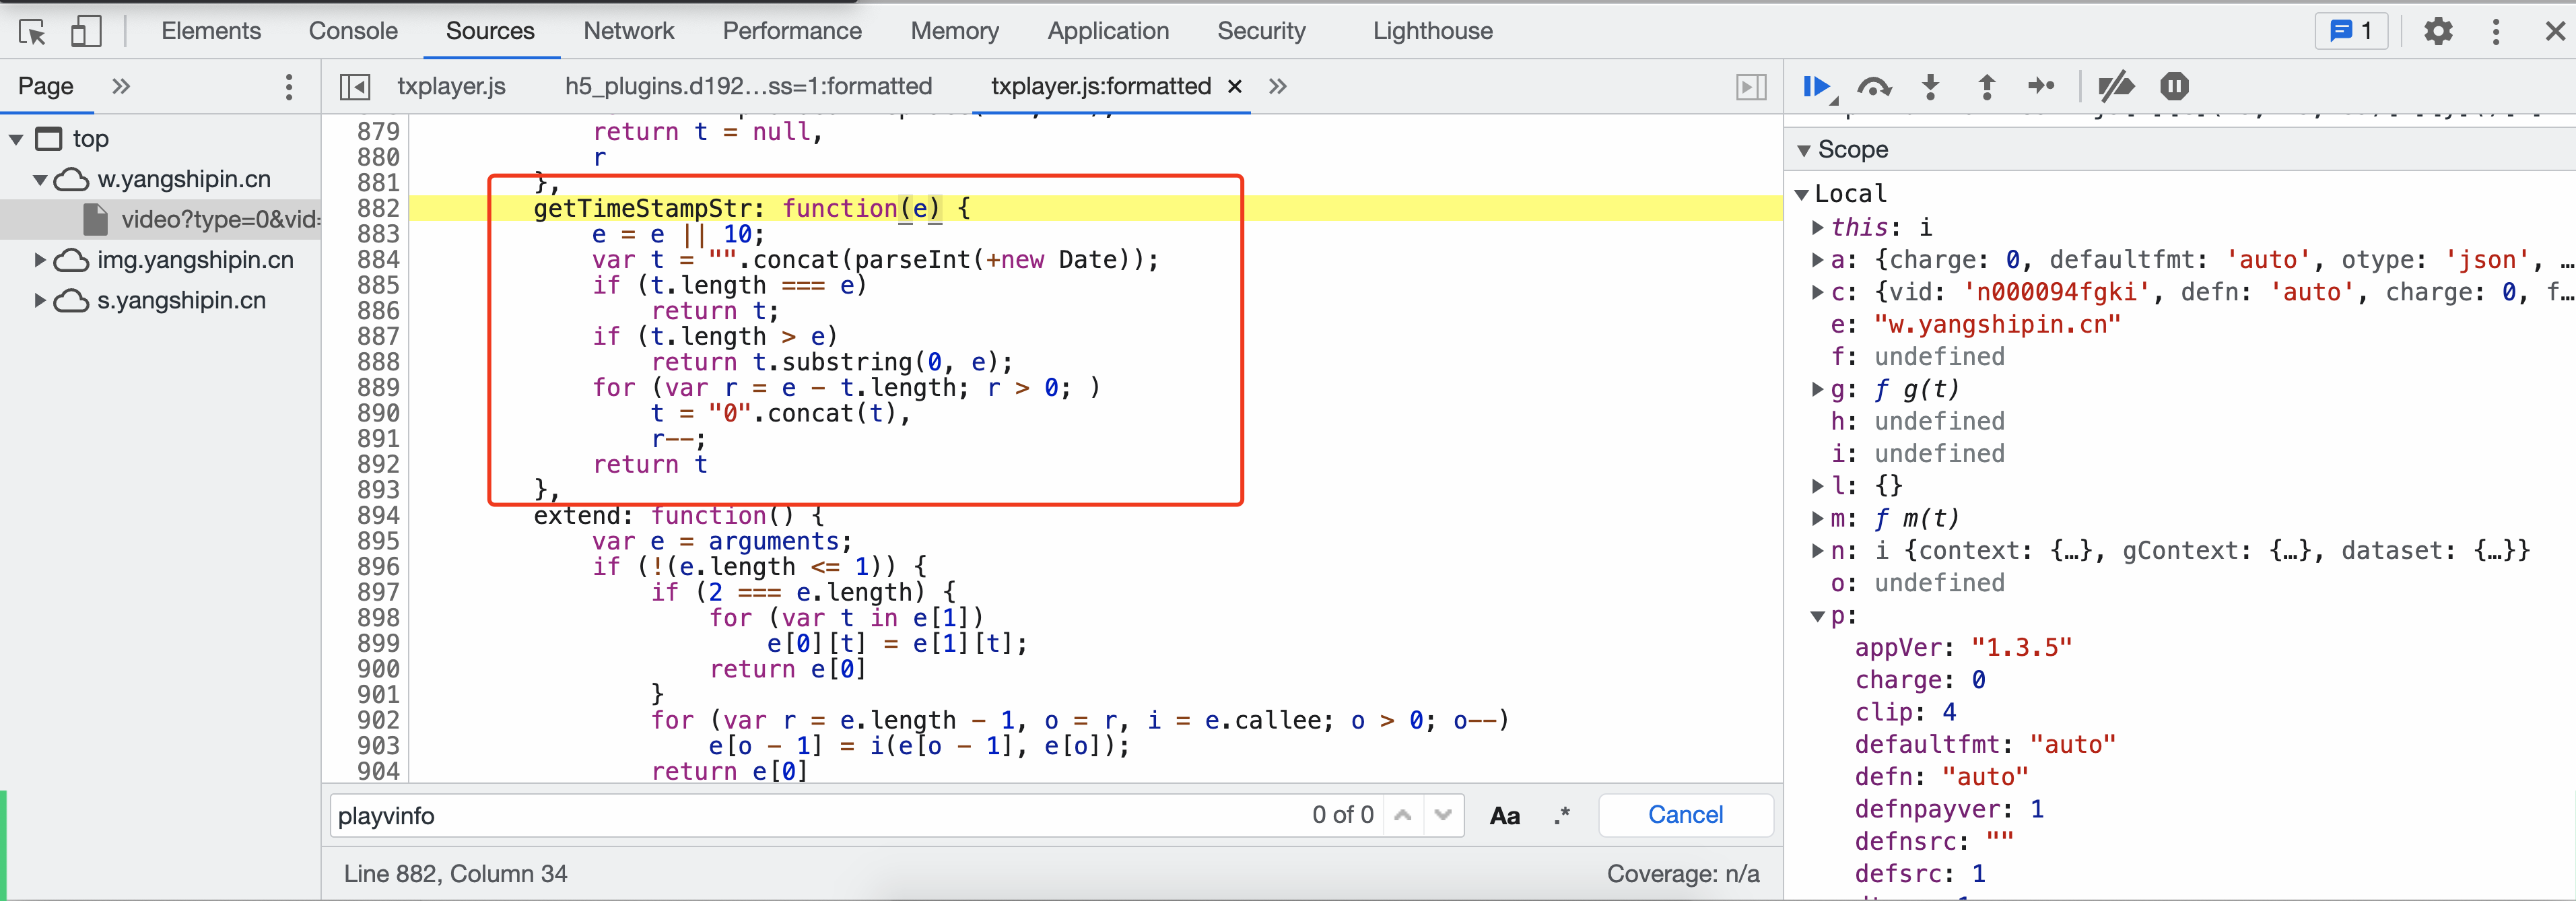 Elements Console Sources Network Performance Memory Application Security Lighthouse 1
Page txplayer.js h5_plugins.d192…ss=1:formatted txplayer.js:formatted
top
w.yangshipin.cn
video?type=0&vid=
img.yangshipin.cn
s.yangshipin.cn
879 return t = null,
880 r
881 },
882 getTimeStampStr: function(e) {
883 e = e || 10;
884 var t = "".concat(parseInt(+new Date));
885 if (t.length === e)
886 return t;
887 if (t.length > e)
888 return t.substring(0, e);
889 for (var r = e - t.length; r > 0; )
890 t = "0".concat(t),
891 r--;
892 return t
893 },
894 extend: function() {
895 var e = arguments;
896 if (!(e.length <= 1)) {
897 if (2 === e.length) {
898 for (var t in e[1])
899 e[0][t] = e[1][t];
900 return e[0]
901 }
902 for (var r = e.length - 1, o = r, i = e.callee; o > 0; o--)
903 e[o - 1] = i(e[o - 1], e[o]);
904 return e[0]
playvinfo 0 of 0 Aa .* Cancel
Line 882, Column 34 Coverage: n/a
Scope
Local
this: i
a: {charge: 0, defaultfmt: 'auto', otype: 'json', …
c: {vid: 'n000094fgki', defn: 'auto', charge: 0, f…
e: "w.yangshipin.cn"
f: undefined
g: ƒ g(t)
h: undefined
i: undefined
l: {}
m: ƒ m(t)
n: i {context: {…}, gContext: {…}, dataset: {…}}
o: undefined
p:
appVer: "1.3.5"
charge: 0
clip: 4
defaultfmt: "auto"
defn: "auto"
defnpayver: 1
defnsrc: ""
defsrc: 1